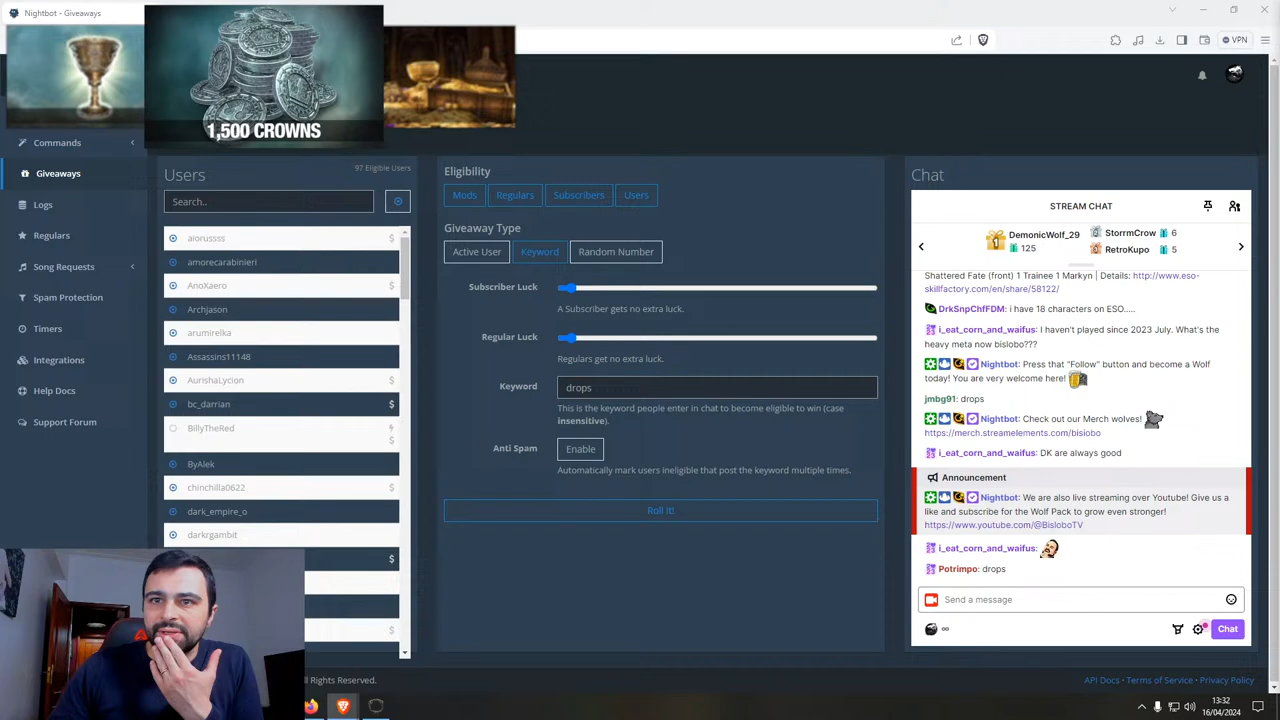 Nightbot - Giveaways
VPN
1,500 CROWNS
Commands
Giveaways
Logs
Regulars
Song Requests
Spam Protection
Timers
Integrations
Help Docs
Support Forum
Users
97 Eligible Users
Search..
aiorussss
$
amorecarabinieri
AnoXaero
$
Archjason
arumirelka
$
Assassins11148
AurishaLycion
$
bc_darrian
$
BillyTheRed
$
ByAlek
chinchilla0622
$
dark_empire_o
darkrgambit
$
$
Eligibility
Mods
Regulars
Subscribers
Users
Giveaway Type
Active User
Keyword
Random Number
Subscriber Luck
A Subscriber gets no extra luck.
Regular Luck
Regulars get no extra luck.
Keyword
drops
This is the keyword people enter in chat to become eligible to win (case
insensitive).
Anti Spam
Enable
Automatically mark users ineligible that post the keyword multiple times.
Roll It!
Chat
STREAM CHAT
DemonicWolf_29
125
StorrmCrow 6
RetroKupo 5
Shattered Fate (front) 1 Trainee 1 Markyn | Details: http://www.eso-
skillfactory.com/en/share/58122/
DrkSnpChfFDM: i have 18 characters on ESO.....
i_eat_corn_and_waifus: I haven't played since 2023 July. What's the
heavy meta now bislobo???
Nightbot: Press that "Follow" button and become a Wolf
today! You are very welcome here!
jmbg91: drops
Nightbot: Check out our Merch wolves!
https://merch.streamelements.com/bislobo
i_eat_corn_and_waifus: DK are always good
Announcement
Nightbot: We are also live streaming over Youtube! Give us a
like and subscribe for the Wolf Pack to grow even stronger!
https://www.youtube.com/@BisloboTV
i_eat_corn_and_waifus:
Potrimpo: drops
Send a message
∞
Chat
ll Rights Reserved.
API Docs - Terms of Service - Privacy Policy
13:32
16/04/2024